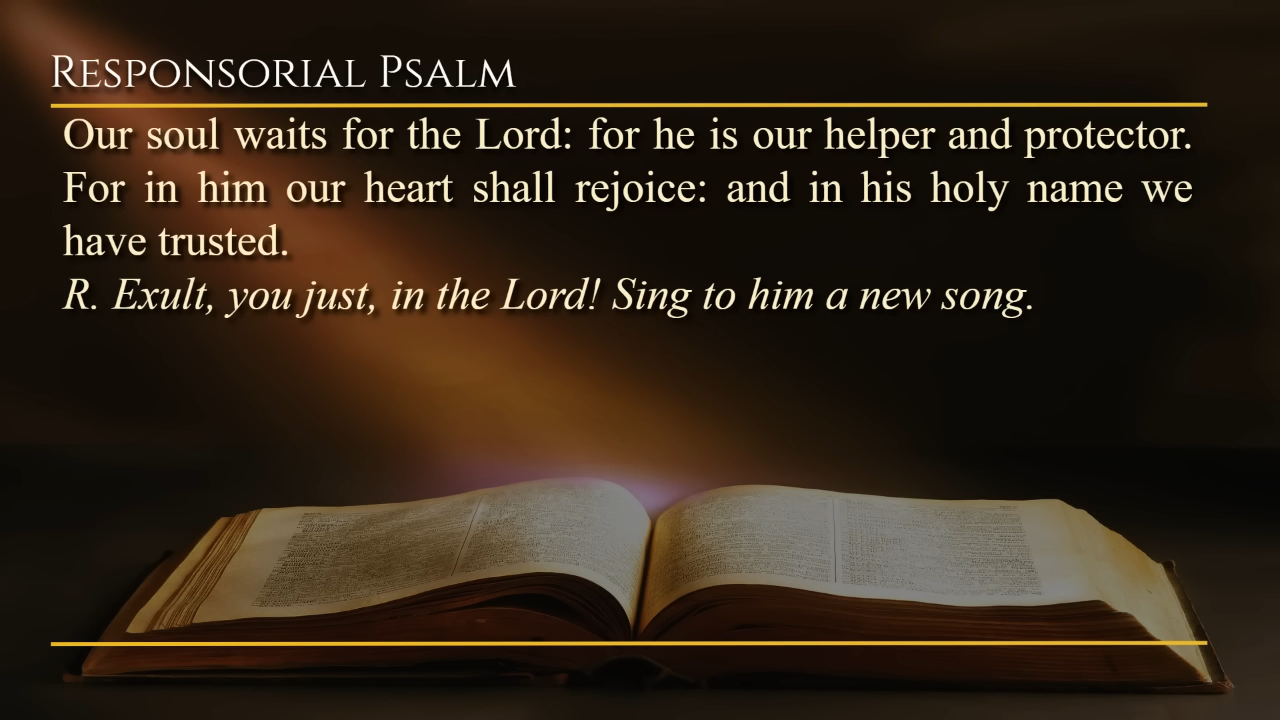 Responsorial Psalm
Our soul waits for the Lord: for he is our helper and protector.
For in him our heart shall rejoice: and in his holy name we
have trusted.
R. Exult, you just, in the Lord! Sing to him a new song.